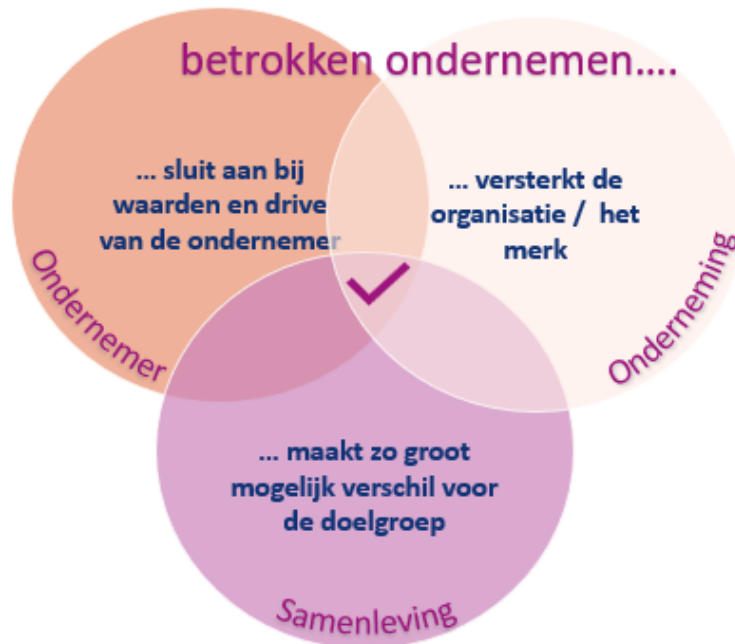 betrokken ondernemen....
... sluit aan bij
waarden en drive
van de ondernemer
... versterkt de
organisatie / het
merk
Ondernemer
Onderneming
... maakt zo groot
mogelijk verschil voor
de doelgroep
Samenleving